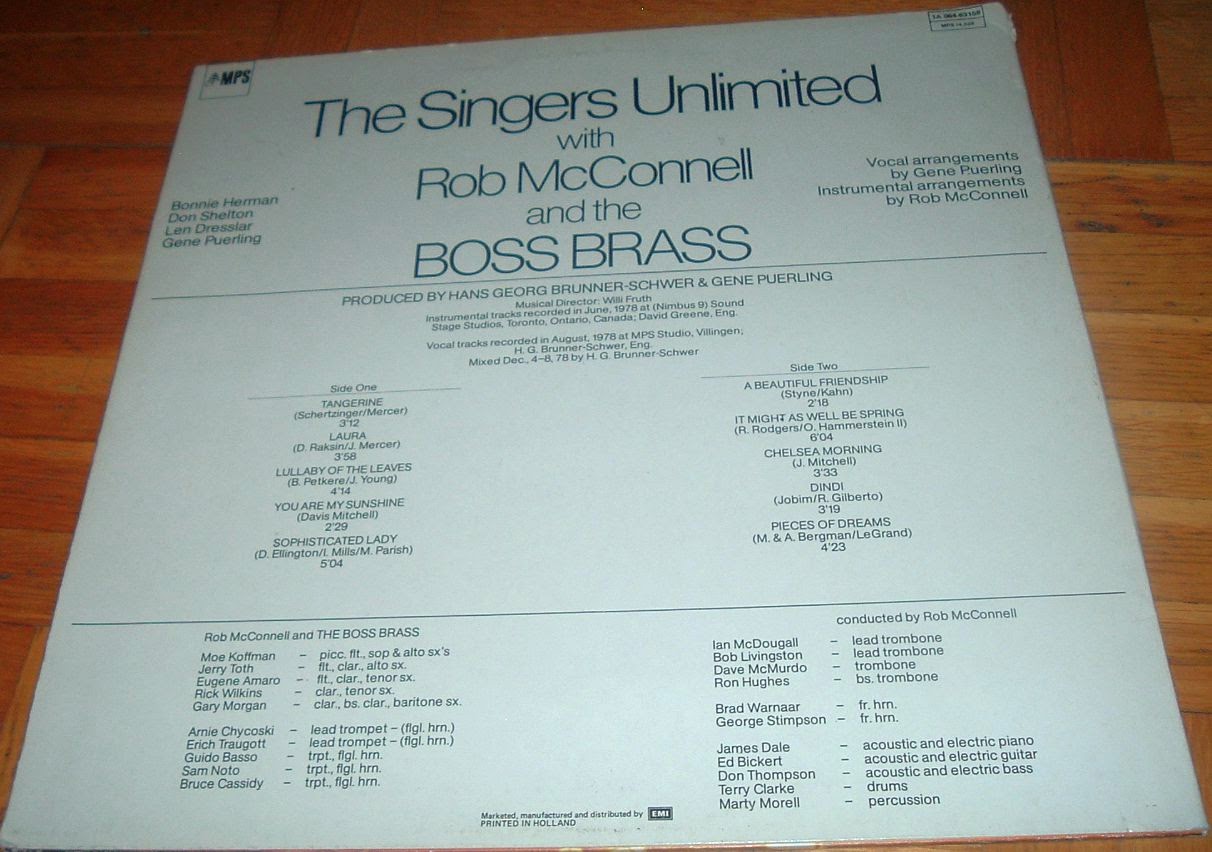 1A 064-63158
MPS
The Singers Unlimited
with
Rob McConnell
and the
BOSS BRASS
Bonnie Herman
Don Shelton
Len Dresslar
Gene Puerling
Vocal arrangements
by Gene Puerling
Instrumental arrangements
by Rob McConnell
PRODUCED BY HANS GEORG BRUNNER-SCHWER & GENE PUERLING
Musical Director: Willi Fruth
Instrumental tracks recorded in June, 1978 at (Nimbus 9) Sound
Stage Studios, Toronto, Ontario, Canada; David Greene, Eng.
Vocal tracks recorded in August, 1978 at MPS Studio, Villingen;
H. G. Brunner-Schwer, Eng.
Mixed Dec., 4-8, 78 by H. G. Brunner-Schwer
Side One
TANGERINE
(Schertzinger/Mercer)
3'12
LAURA
(D. Raksin/J. Mercer)
3'58
LULLABY OF THE LEAVES
(B. Petkere/J. Young)
4'14
YOU ARE MY SUNSHINE
(Davis Mitchell)
2'29
SOPHISTICATED LADY
(D. Ellington/I. Mills/M. Parish)
5'04
Side Two
A BEAUTIFUL FRIENDSHIP
(Styne/Kahn)
2'18
IT MIGHT AS WELL BE SPRING
(R. Rodgers/O. Hammerstein II)
6'04
CHELSEA MORNING
(J. Mitchell)
3'33
DINDI
(Jobim/R. Gilberto)
3'19
PIECES OF DREAMS
(M. & A. Bergman/LeGrand)
4'23
Rob McConnell and THE BOSS BRASS
Moe Koffman – picc. flt., sop & alto sx's
Jerry Toth – flt., clar., alto sx.
Eugene Amaro – flt., clar., tenor sx.
Rick Wilkins – clar., tenor sx.
Gary Morgan – clar., bs. clar., baritone sx.
Arnie Chycoski – lead trompet – (flgl. hrn.)
Erich Traugott – lead trompet – (flgl. hrn.)
Guido Basso – trpt., flgl. hrn.
Sam Noto – trpt., flgl. hrn.
Bruce Cassidy – trpt., flgl. hrn.
conducted by Rob McConnell
Ian McDougall – lead trombone
Bob Livingston – lead trombone
Dave McMurdo – trombone
Ron Hughes – bs. trombone
Brad Warnaar – fr. hrn.
George Stimpson – fr. hrn.
James Dale – acoustic and electric piano
Ed Bickert – acoustic and electric guitar
Don Thompson – acoustic and electric bass
Terry Clarke – drums
Marty Morell – percussion
Marketed, manufactured and distributed by EMI
PRINTED IN HOLLAND